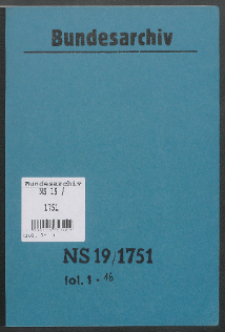 Bundesarchiv
Bundesarchiv
NS 19 /
1751
NS 19/1751
fol. 1 - 46